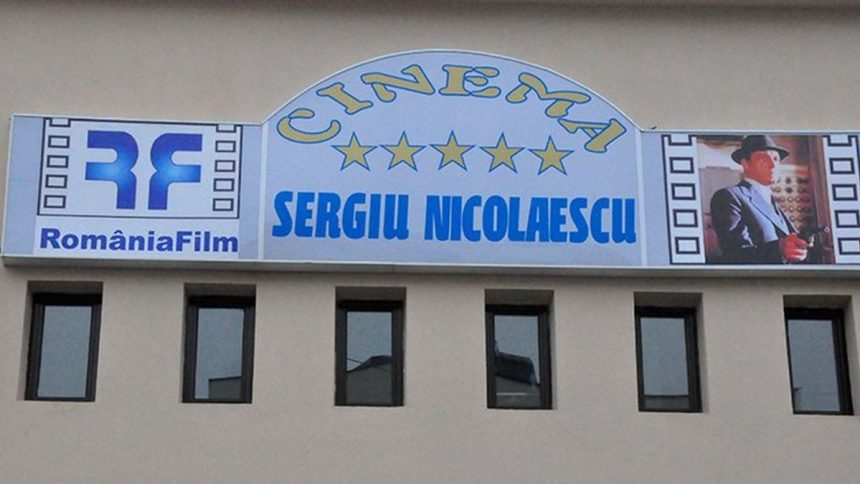 RF
RomâniaFilm
CINEMA
SERGIU NICOLAESCU